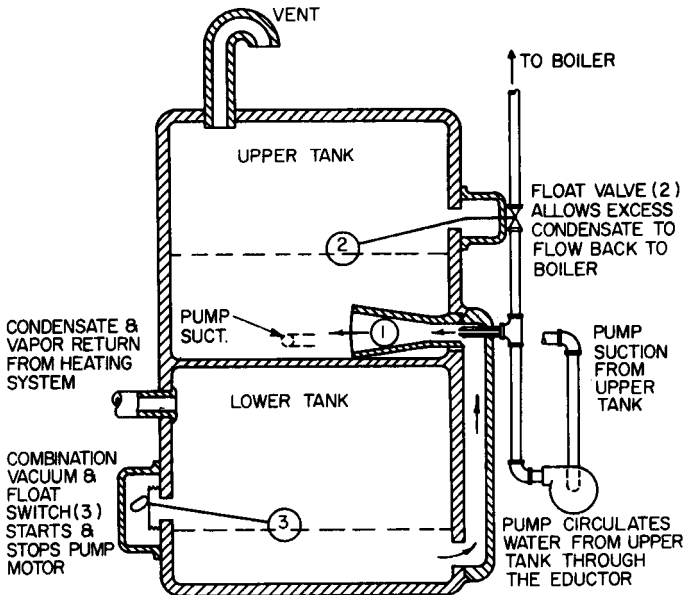 VENT
TO BOILER
UPPER TANK
FLOAT VALVE (2)
ALLOWS EXCESS
CONDENSATE TO
FLOW BACK TO
BOILER
2
PUMP
SUCT.
1
CONDENSATE &
VAPOR RETURN
FROM HEATING
SYSTEM
PUMP
SUCTION
FROM
UPPER
TANK
LOWER TANK
COMBINATION
VACUUM &
FLOAT
SWITCH (3)
STARTS &
STOPS PUMP
MOTOR
3
PUMP CIRCULATES
WATER FROM UPPER
TANK THROUGH
THE EDUCTOR